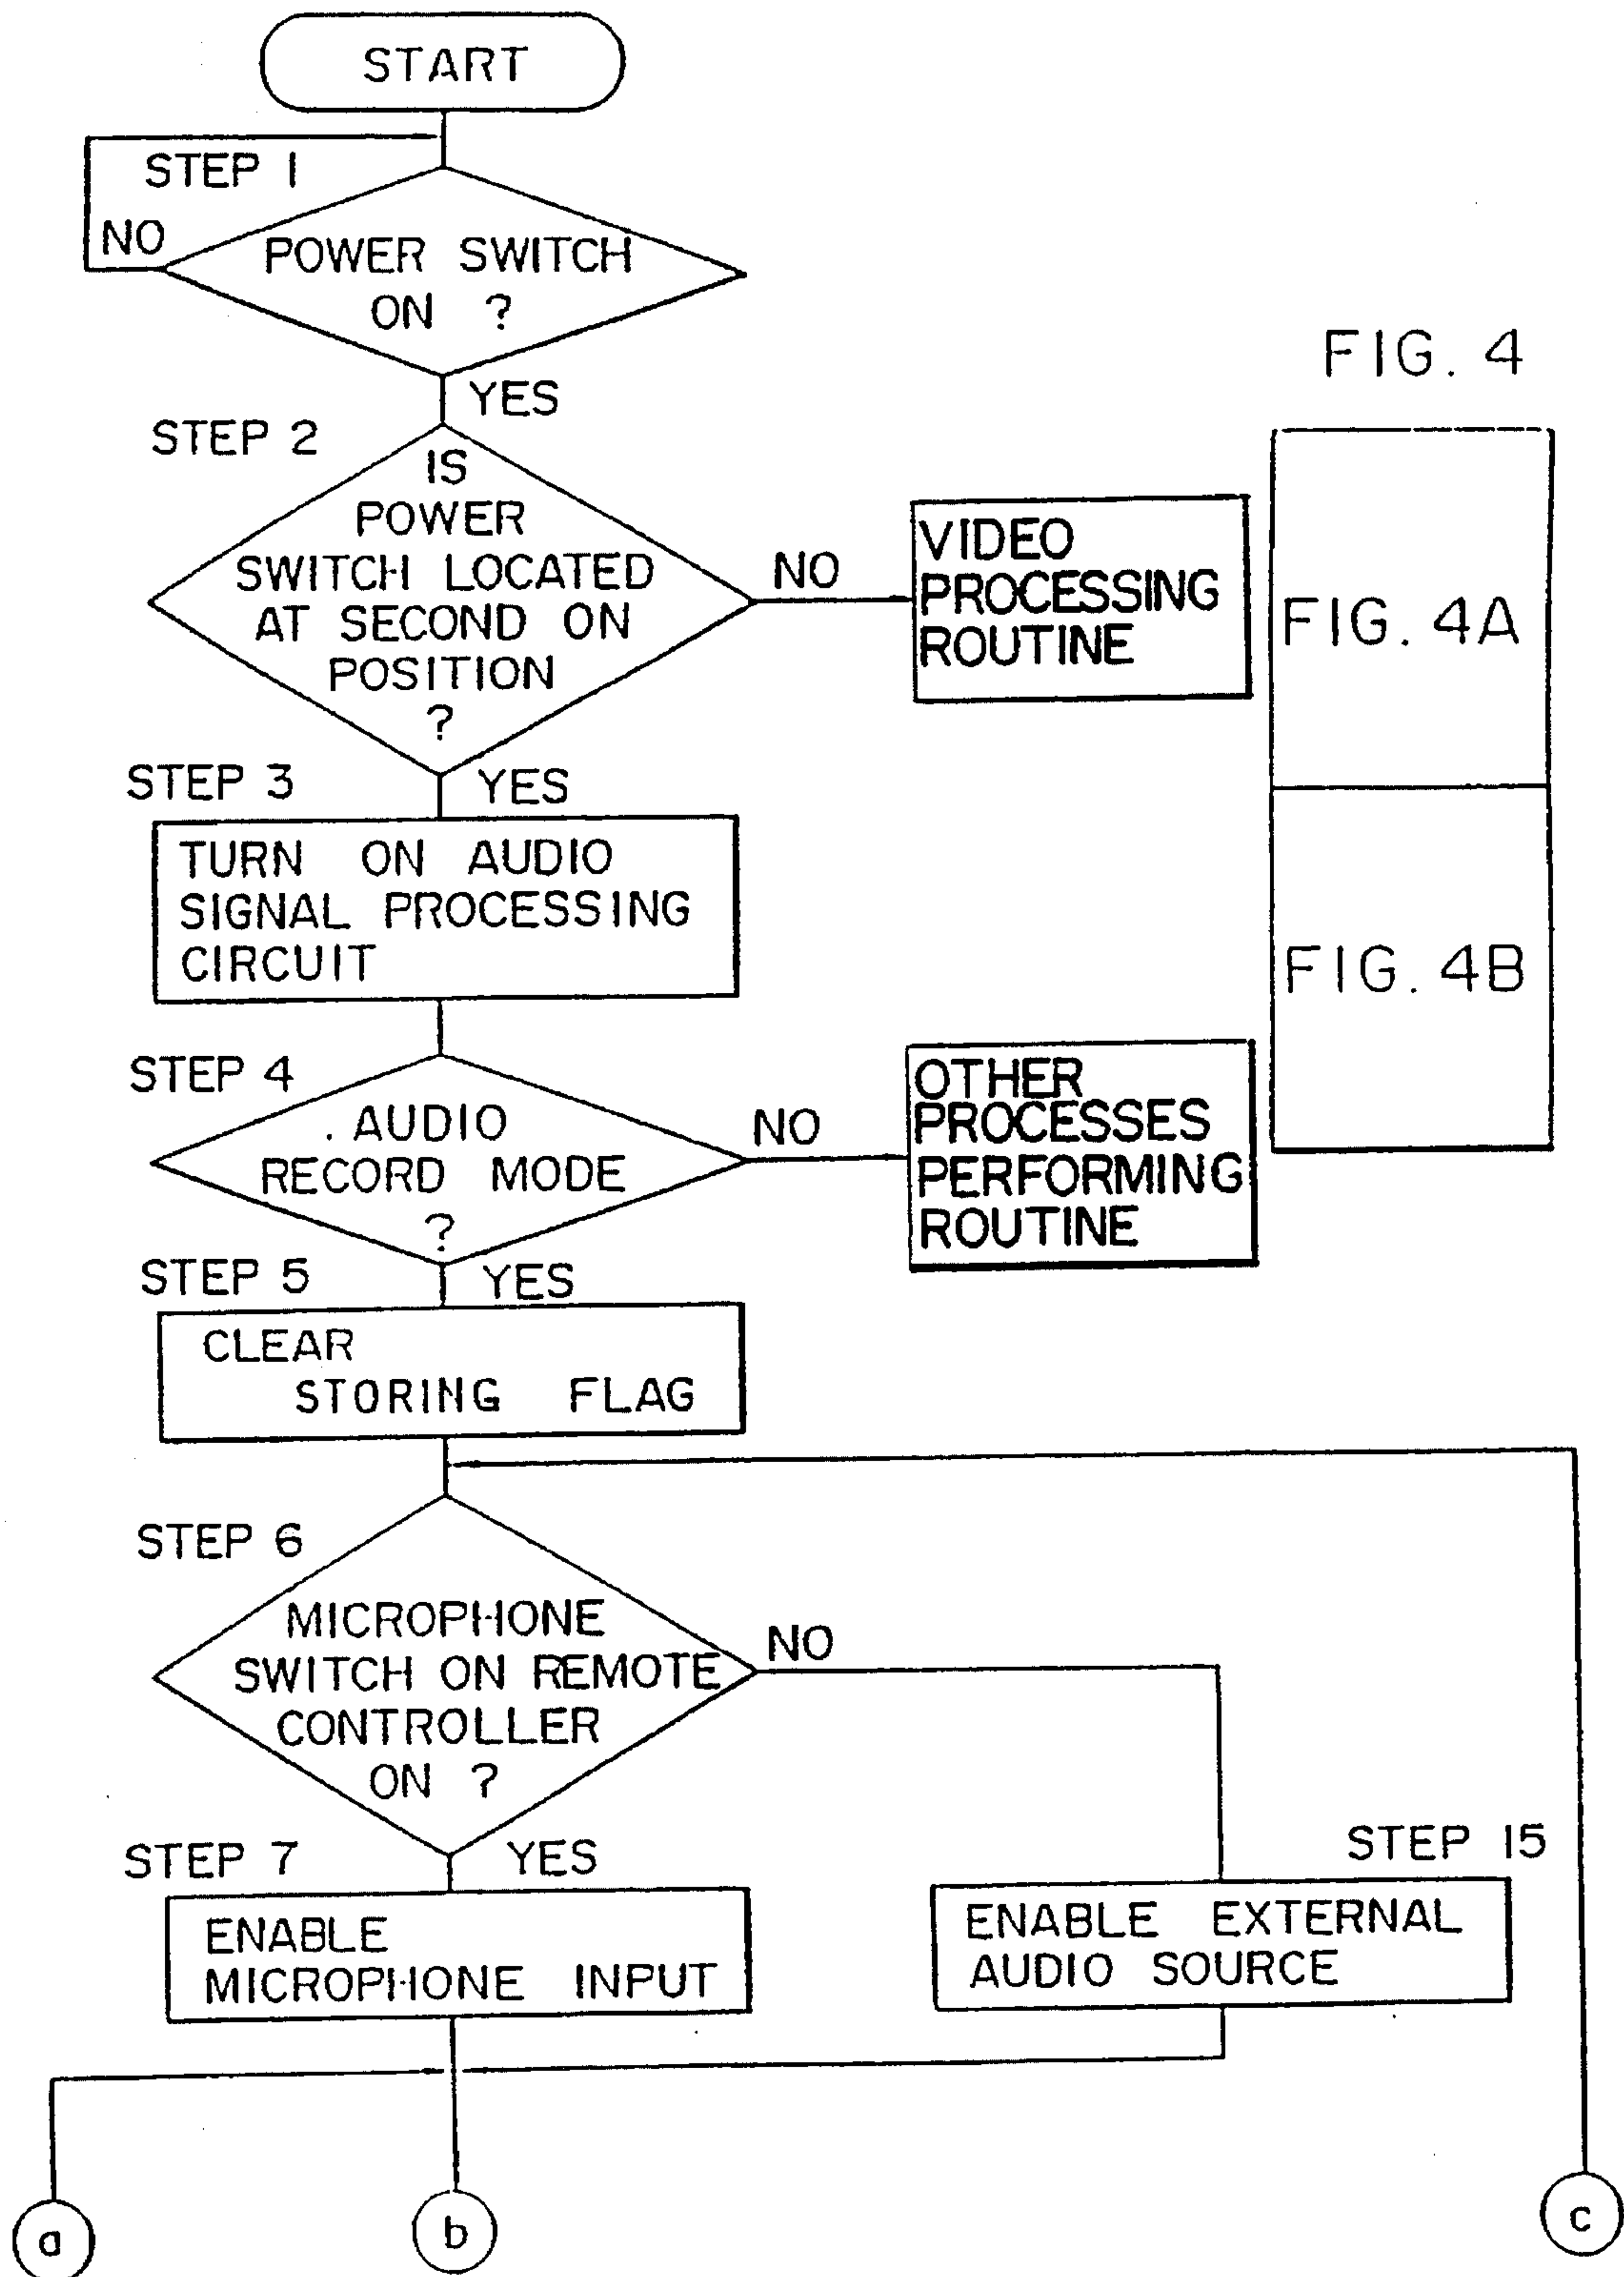 START
STEP 1
NO
POWER SWITCH
ON ?
YES
FIG. 4
STEP 2
IS
POWER
SWITCH LOCATED
AT SECOND ON
POSITION
?
NO
VIDEO
PROCESSING
ROUTINE
FIG. 4A
STEP 3
YES
TURN ON AUDIO
SIGNAL PROCESSING
CIRCUIT
FIG. 4B
STEP 4
AUDIO
RECORD MODE
?
NO
OTHER
PROCESSES
PERFORMING
ROUTINE
STEP 5
YES
CLEAR
STORING FLAG
STEP 6
MICROPHONE
SWITCH ON REMOTE
CONTROLLER
ON ?
NO
STEP 7
YES
STEP 15
ENABLE
MICROPHONE INPUT
ENABLE EXTERNAL
AUDIO SOURCE
a
b
c